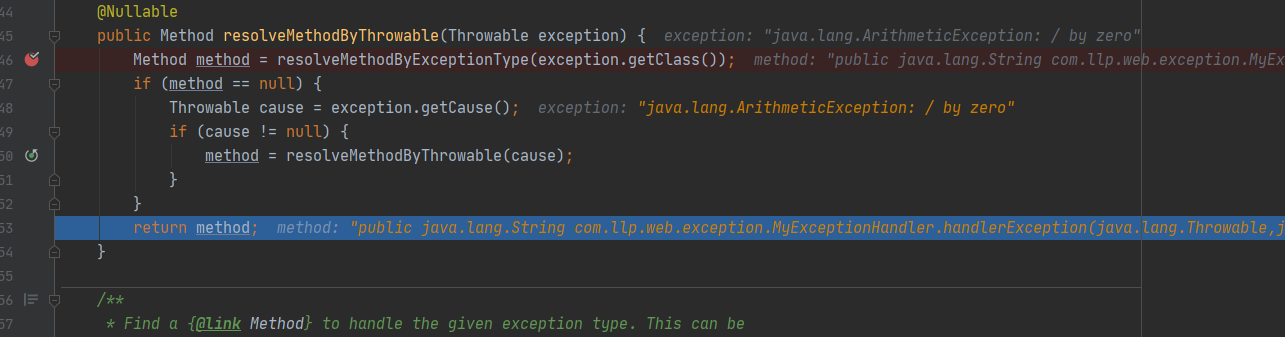 44 @Nullable
45 public Method resolveMethodByThrowable(Throwable exception) { exception: "java.lang.ArithmeticException: / by zero"
46 Method method = resolveMethodByExceptionType(exception.getClass()); method: "public java.lang.String com.llp.web.exception.MyEx
47 if (method == null) {
48 Throwable cause = exception.getCause(); exception: "java.lang.ArithmeticException: / by zero"
49 if (cause != null) {
50 method = resolveMethodByThrowable(cause);
51 }
52 }
53 return method; method: "public java.lang.String com.llp.web.exception.MyExceptionHandler.handlerException(java.lang.Throwable,j
54 }
55
56 /**
57 * Find a {@link Method} to handle the given exception type. This can be